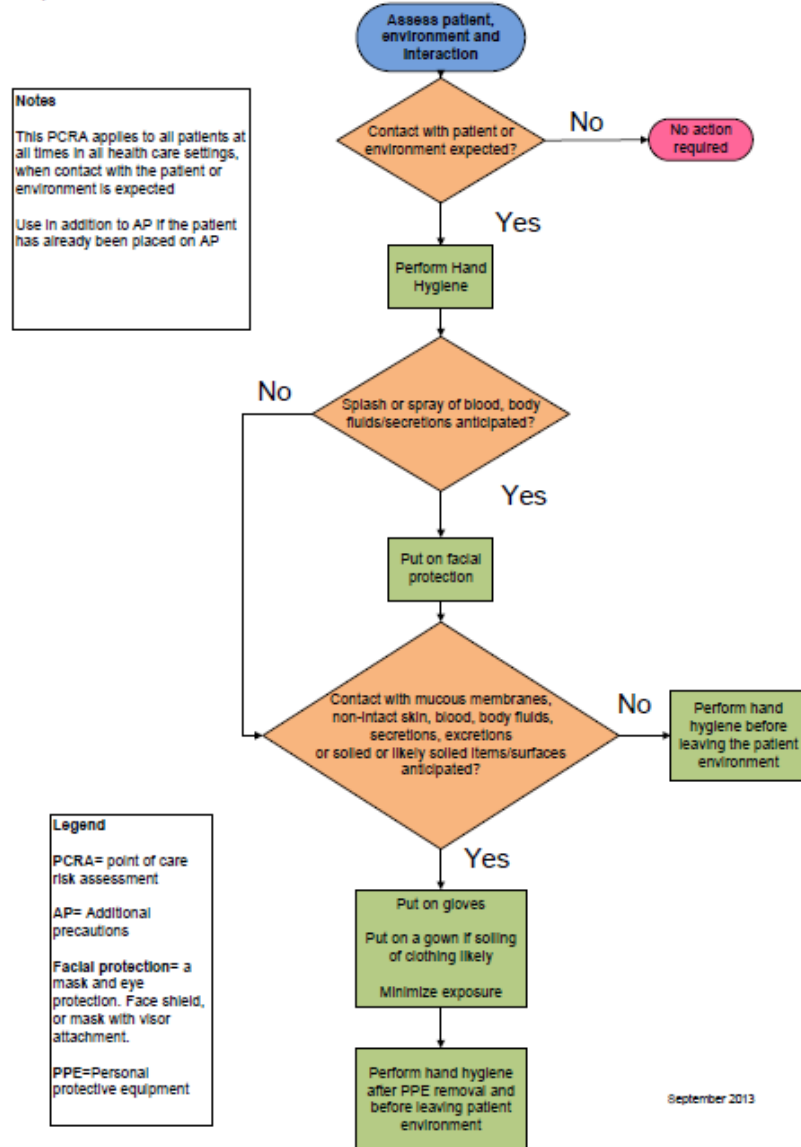 Assess patient,
environment and
interaction
Notes
This PCRA applies to all patients at
all times in all health care settings,
when contact with the patient or
environment is expected
Use in addition to AP if the patient
has already been placed on AP
Contact with patient or
environment expected?
No
No action
required
Yes
Perform Hand
Hygiene
No
Splash or spray of blood, body
fluids/secretions anticipated?
Yes
Put on facial
protection
Contact with mucous membranes,
non-intact skin, blood, body fluids,
secretions, excretions
or soiled or likely soiled items/surfaces
anticipated?
No
Perform hand
hygiene before
leaving the patient
environment
Yes
Legend
PCRA= point of care
risk assessment
AP= Additional
precautions
Facial protection= a
mask and eye
protection. Face shield,
or mask with visor
attachment.
PPE=Personal
protective equipment
Put on gloves
Put on a gown if soiling
of clothing likely
Minimize exposure
Perform hand hygiene
after PPE removal and
before leaving patient
environment
September 2013